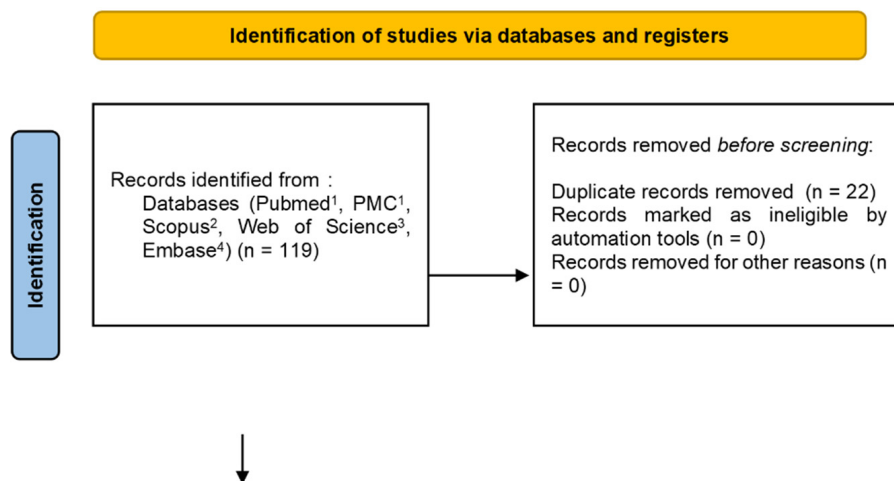 Identification of studies via databases and registers
Identification
Records identified from :
Databases (Pubmed¹, PMC¹,
Scopus², Web of Science³,
Embase⁴) (n = 119)
Records removed before screening:
Duplicate records removed (n = 22)
Records marked as ineligible by
automation tools (n = 0)
Records removed for other reasons (n
= 0)